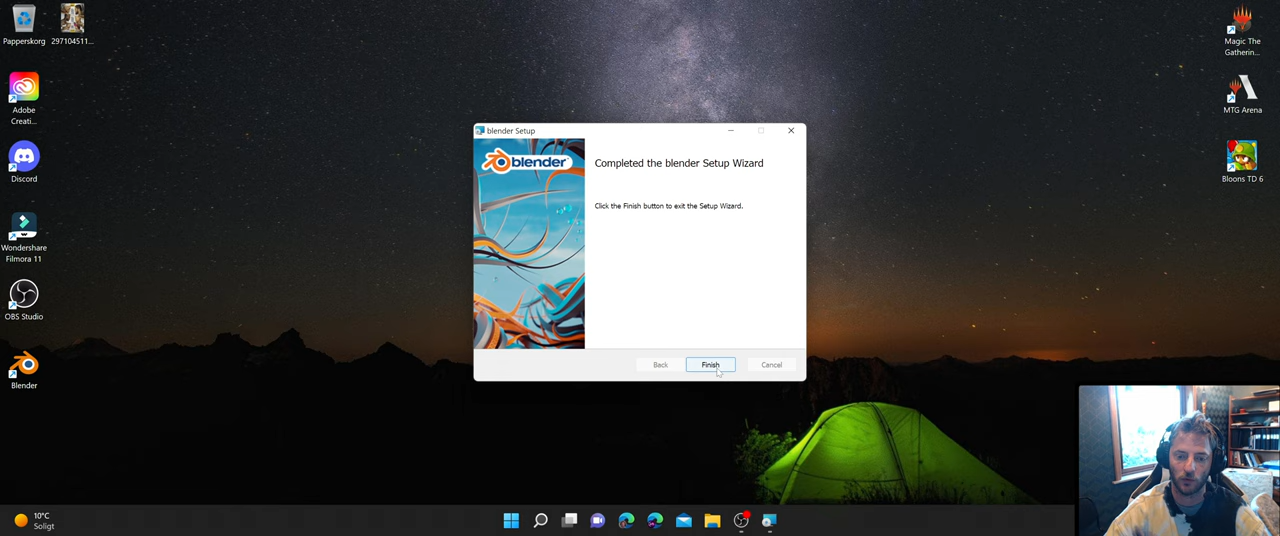 Papperskorg
297104511...
Adobe
Creati...
Discord
Wondershare
Filmora 11
OBS Studio
Blender
blender Setup
blender
Completed the blender Setup Wizard
Click the Finish button to exit the Setup Wizard.
Back
Finish
Cancel
Magic The
Gatherin...
MTG Arena
Bloons TD 6
10°C
Soligt